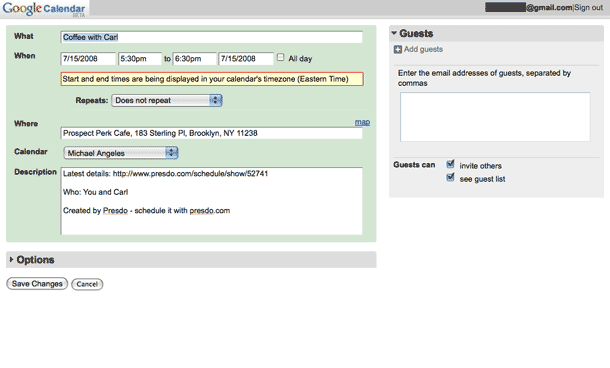 Google Calendar
BETA
@gmail.com|Sign out
What
Coffee with Carl
When
7/15/2008 5:30pm to 6:30pm 7/15/2008 All day
Start and end times are being displayed in your calendar's timezone (Eastern Time)
Repeats: Does not repeat
map
Where
Prospect Perk Cafe, 183 Sterling Pl, Brooklyn, NY 11238
Calendar
Michael Angeles
Description
Latest details: http://www.presdo.com/schedule/show/52741
Who: You and Carl
Created by Presdo - schedule it with presdo.com
Options
Save Changes Cancel
Guests
Add guests
Enter the email addresses of guests, separated by
commas
Guests can invite others
see guest list